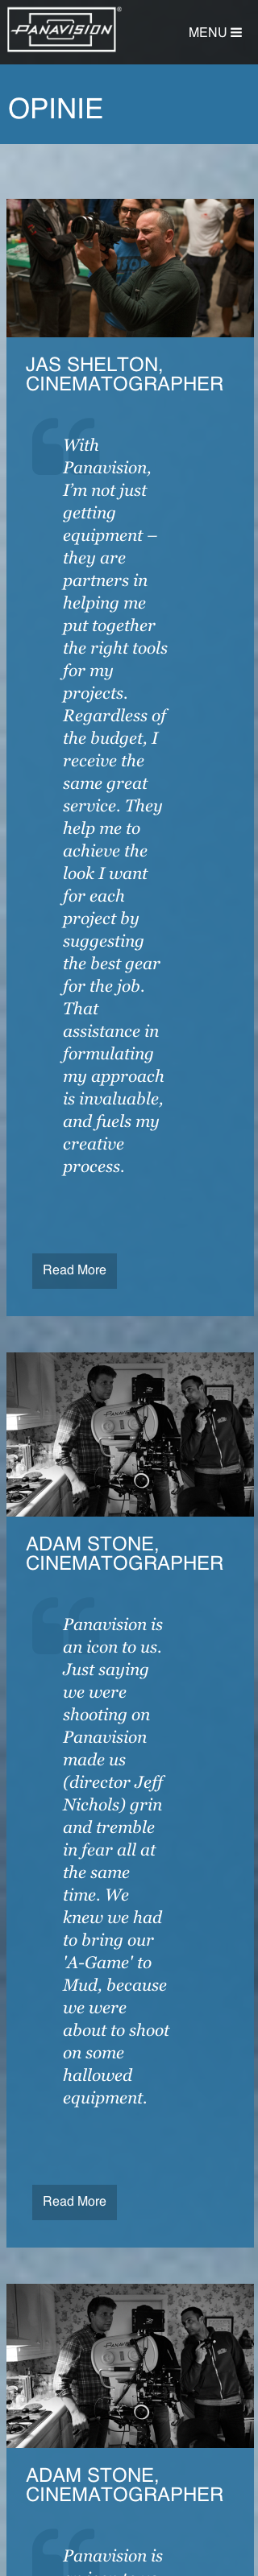 PANAVISION®
MENU
OPINIE
JAS SHELTON,
CINEMATOGRAPHER
With
Panavision,
I'm not just
getting
equipment –
they are
partners in
helping me
put together
the right tools
for my
projects.
Regardless of
the budget, I
receive the
same great
service. They
help me to
achieve the
look I want
for each
project by
suggesting
the best gear
for the job.
That
assistance in
formulating
my approach
is invaluable,
and fuels my
creative
process.
Read More
ADAM STONE,
CINEMATOGRAPHER
Panavision is
an icon to us.
Just saying
we were
shooting on
Panavision
made us
(director Jeff
Nichols) grin
and tremble
in fear all at
the same
time. We
knew we had
to bring our
'A-Game' to
Mud, because
we were
about to shoot
on some
hallowed
equipment.
Read More
ADAM STONE,
CINEMATOGRAPHER
Panavision is